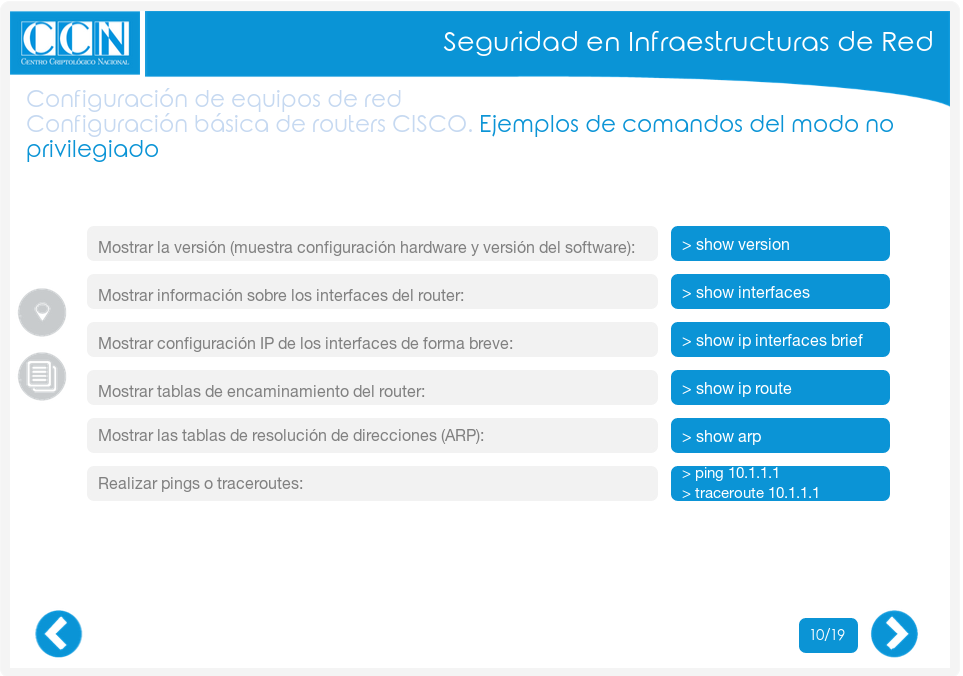 CCN
CENTRO CRIPTOLÓGICO NACIONAL
Seguridad en Infraestructuras de Red
Configuración de equipos de red
Configuración básica de routers CISCO. Ejemplos de comandos del modo no
privilegiado
Mostrar la versión (muestra configuración hardware y versión del software):
> show version
Mostrar información sobre los interfaces del router:
> show interfaces
Mostrar configuración IP de los interfaces de forma breve:
> show ip interfaces brief
Mostrar tablas de encaminamiento del router:
> show ip route
Mostrar las tablas de resolución de direcciones (ARP):
> show arp
Realizar pings o traceroutes:
> ping 10.1.1.1
> traceroute 10.1.1.1
10/19